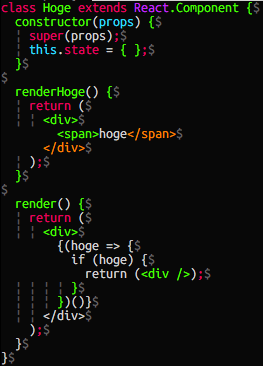 class Hoge extends React.Component {$
  constructor(props) {$
  ¦ super(props);$
  ¦ this.state = { };$
  }$
$
  renderHoge() {$
  ¦ return ($
  ¦ ¦ <div>$
        <span>hoge</span>$
      </div>$
  ¦ );$
  }$
$
  render() {$
  ¦ return ($
  ¦ ¦ <div>$
        {(hoge => {$
          if (hoge) {$
            return (<div />);$
  ¦ ¦ ¦ ¦ ¦ }$
  ¦ ¦ ¦ ¦ })()}$
  ¦ ¦ </div>$
    );$
  }$
}$